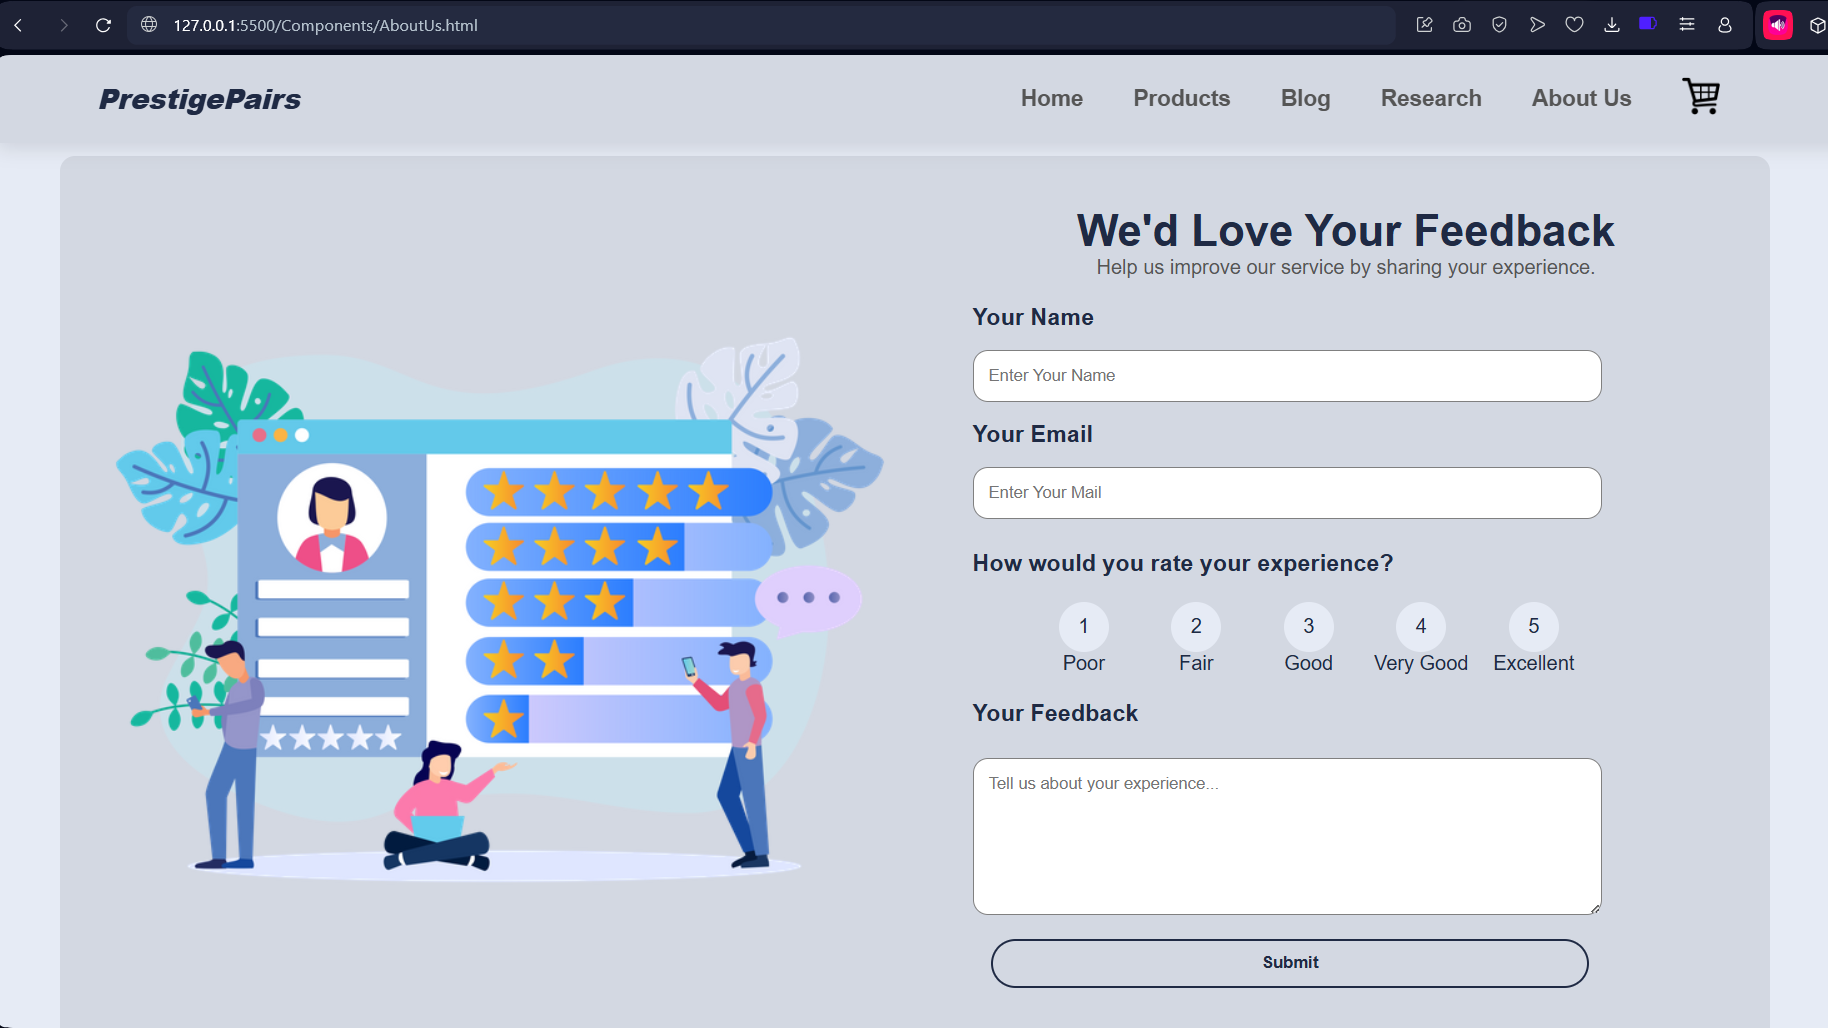 127.0.0.1:5500/Components/AboutUs.html
PrestigePairs
Home
Products
Blog
Research
About Us
We'd Love Your Feedback
Help us improve our service by sharing your experience.
Your Name
Enter Your Name
Your Email
Enter Your Mail
How would you rate your experience?
1
2
3
4
5
Poor
Fair
Good
Very Good
Excellent
Your Feedback
Tell us about your experience...
Submit